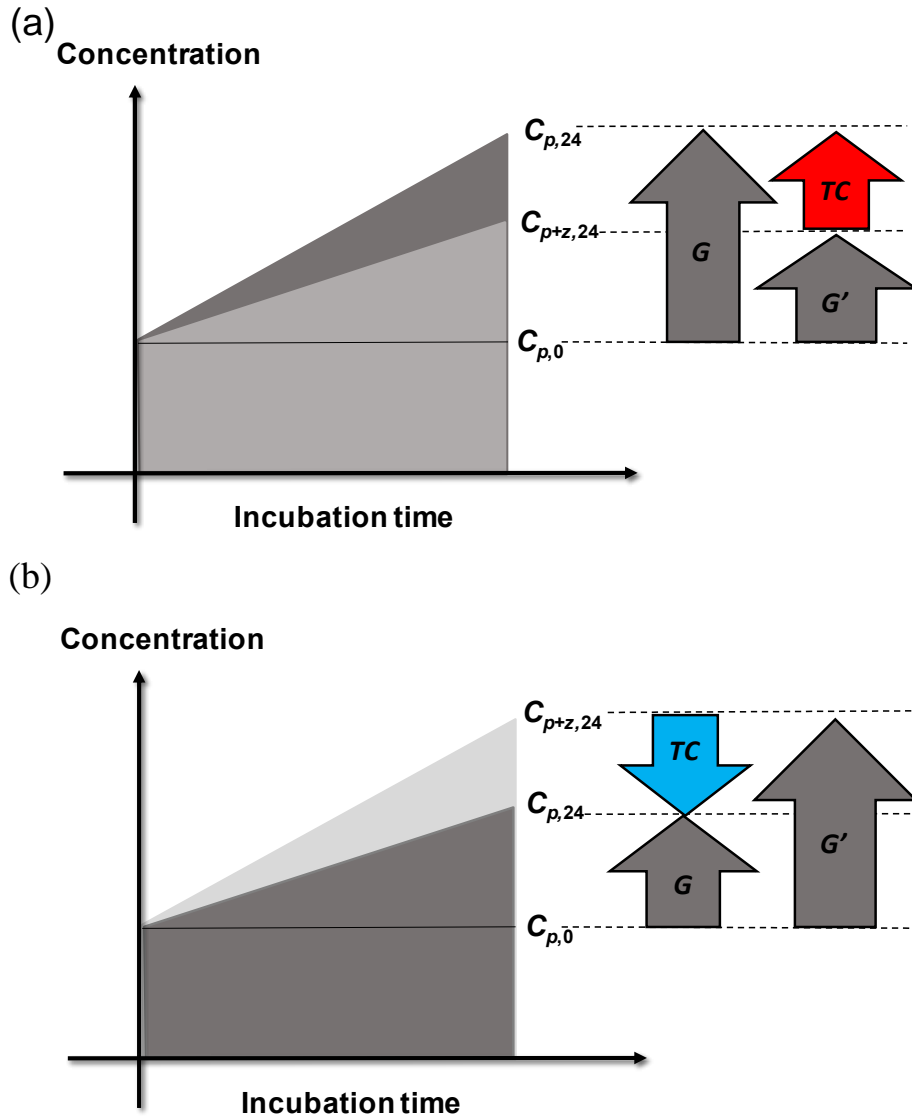 (a)
Concentration
Cp,24
TC
Cp+z,24
G
G’
Cp,0
Incubation time
(b)
Concentration
Cp+z,24
TC
Cp,24
G’
G
Cp,0
Incubation time